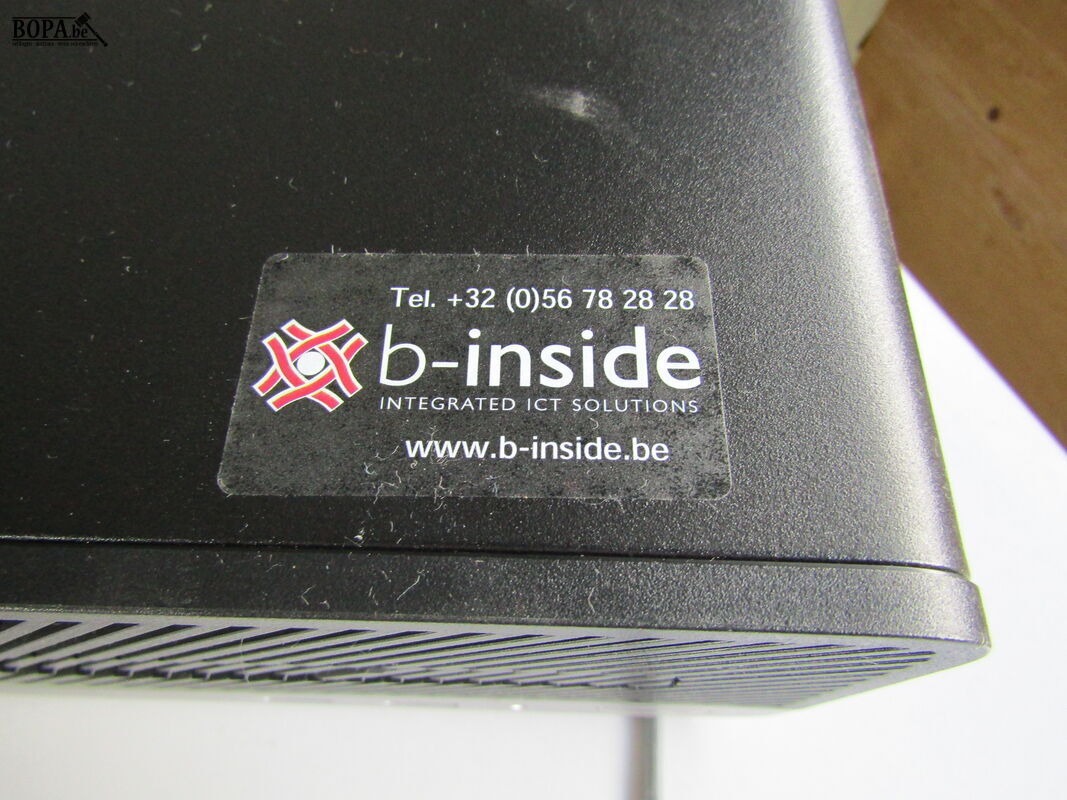 BOPA.be
Tel. +32 (0)56 78 28 28
b-inside
INTEGRATED ICT SOLUTIONS
www.b-inside.be